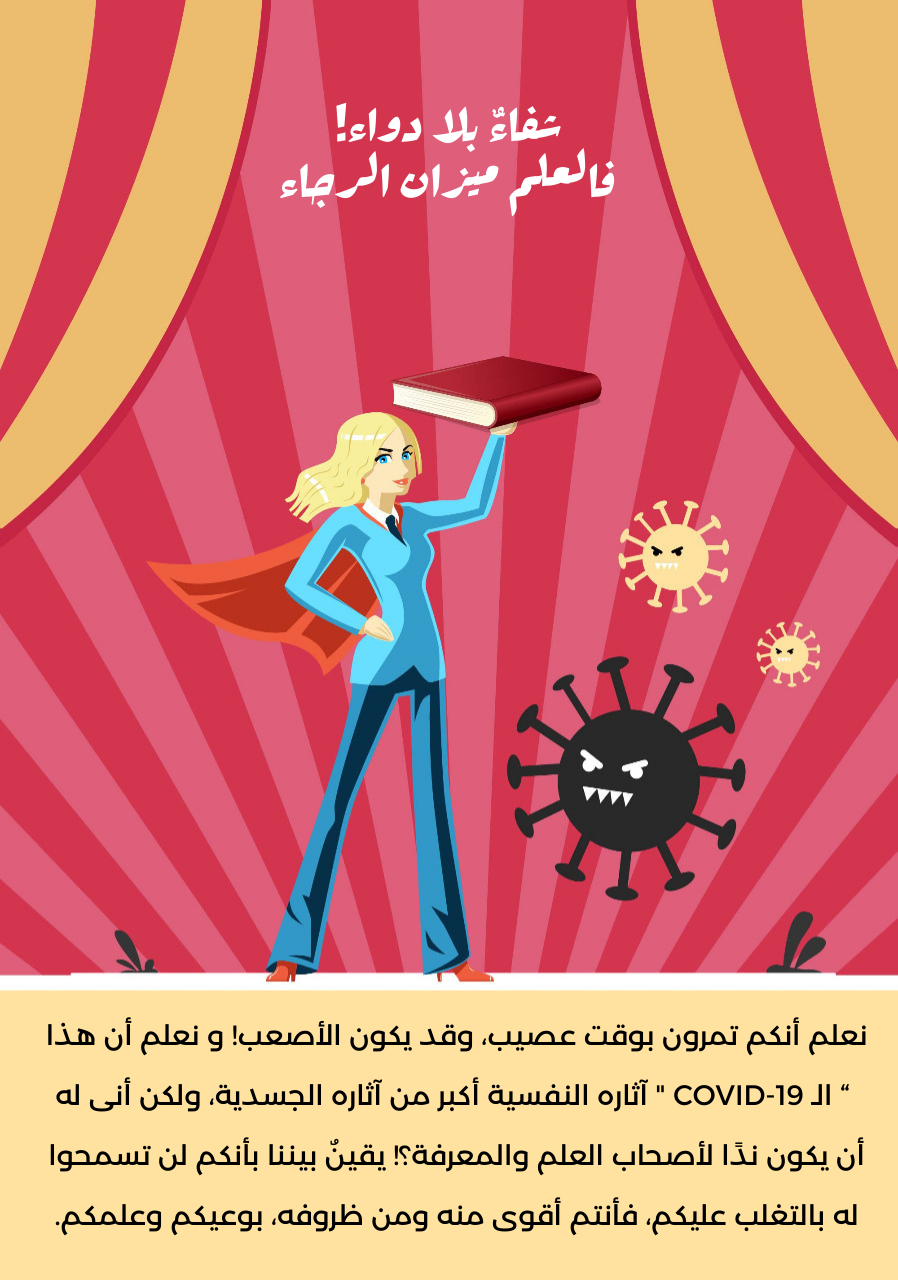 شفاءٌ بلا دواء!
فالعلم ميزان الرجاء
نعلم أنكم تمرون بوقت عصيب، وقد يكون الأصعب! و نعلم أن هذا
“ الـ COVID-19 " آثاره النفسية أكبر من آثاره الجسدية، ولكن أنى له
أن يكون ندًا لأصحاب العلم والمعرفة؟! يقينٌ بيننا بأنكم لن تسمحوا
له بالتغلب عليكم، فأنتم أقوى منه ومن ظروفه، بوعيكم وعلمكم.